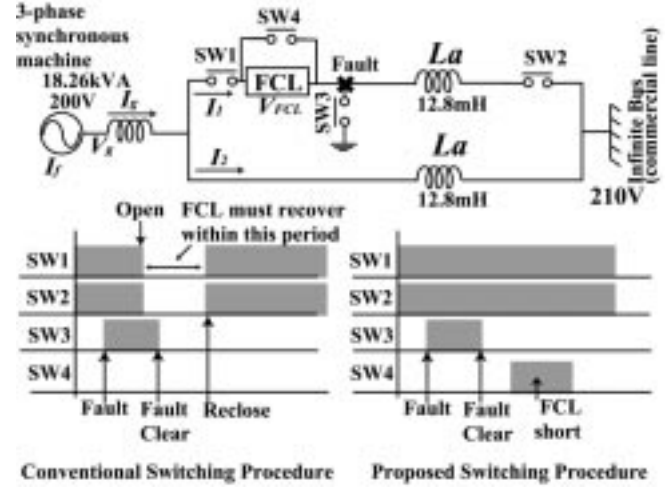 3-phase
synchronous
machine
18.26kVA
200V
SW4
SW1
FCL
Fault
La
SW2
Ig
I1
VFCL
SW3
12.8mH
If
Vg
I2
La
12.8mH
Infinite Bus
(commercial line)
210V
Open
FCL must recover
within this period
SW1
SW2
SW3
SW4
Fault
Fault
Clear
Reclose
Conventional Switching Procedure
SW1
SW2
SW3
SW4
Fault
Fault
Clear
FCL
short
Proposed Switching Procedure